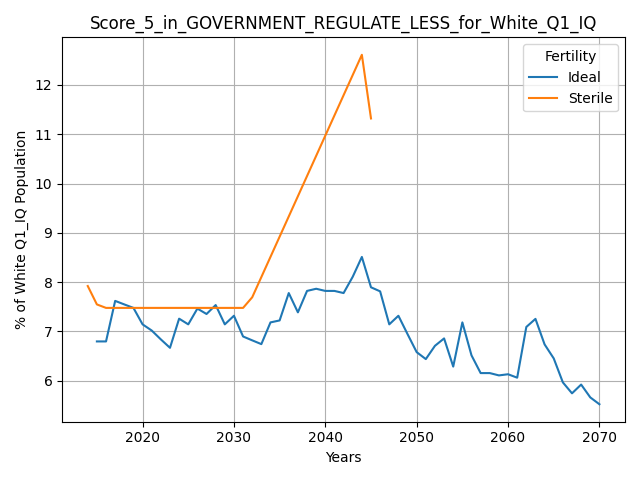 Score_5_in_GOVERNMENT_REGULATE_LESS_for_White_Q1_IQ
Fertility
Ideal
Sterile
% of White Q1_IQ Population
12
11
10
9
8
7
6
2020 2030 2040 2050 2060 2070
Years